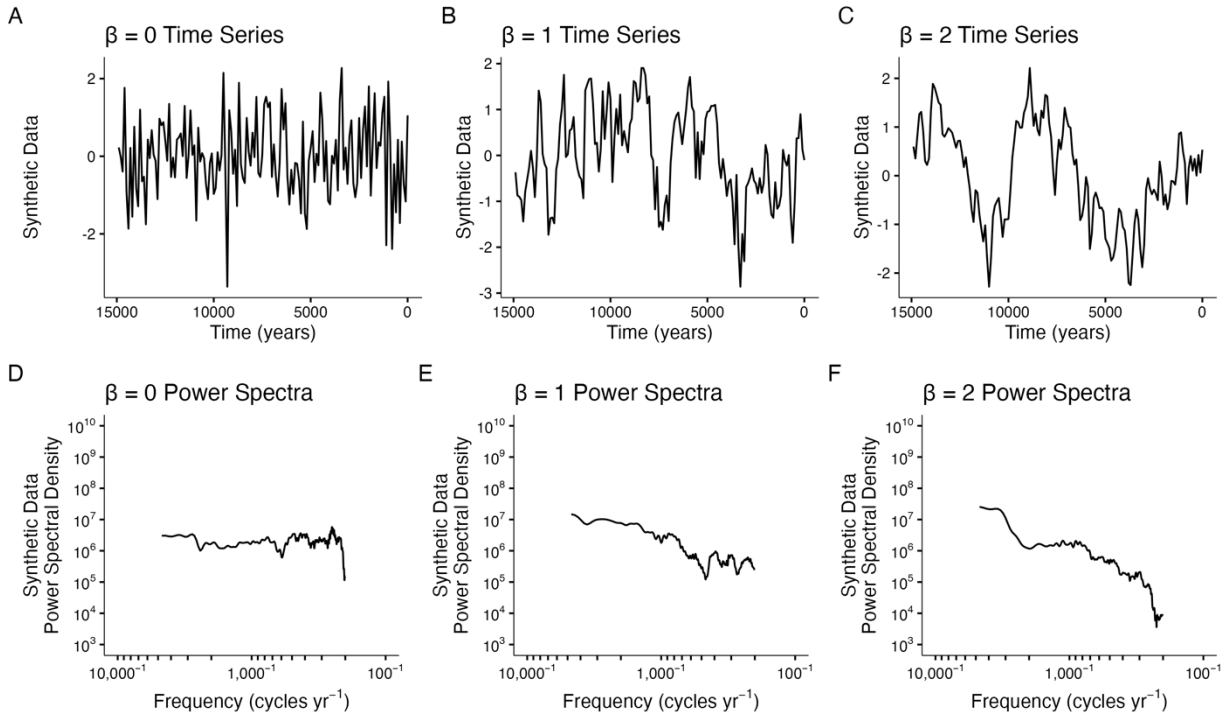 A
β = 0 Time Series
Synthetic Data
2
0
-2
15000 10000 5000 0
Time (years)
B
β = 1 Time Series
Synthetic Data
2
1
0
-1
-2
-3
15000 10000 5000 0
Time (years)
C
β = 2 Time Series
Synthetic Data
2
1
0
-1
-2
15000 10000 5000 0
Time (years)
D
β = 0 Power Spectra
Synthetic Data
Power Spectral Density
10¹⁰
10⁹
10⁸
10⁷
10⁶
10⁵
10⁴
10³
10,000⁻¹ 1,000⁻¹ 100⁻¹
Frequency (cycles yr⁻¹)
E
β = 1 Power Spectra
Synthetic Data
Power Spectral Density
10¹⁰
10⁹
10⁸
10⁷
10⁶
10⁵
10⁴
10³
10,000⁻¹ 1,000⁻¹ 100⁻¹
Frequency (cycles yr⁻¹)
F
β = 2 Power Spectra
Synthetic Data
Power Spectral Density
10¹⁰
10⁹
10⁸
10⁷
10⁶
10⁵
10⁴
10³
10,000⁻¹ 1,000⁻¹ 100⁻¹
Frequency (cycles yr⁻¹)